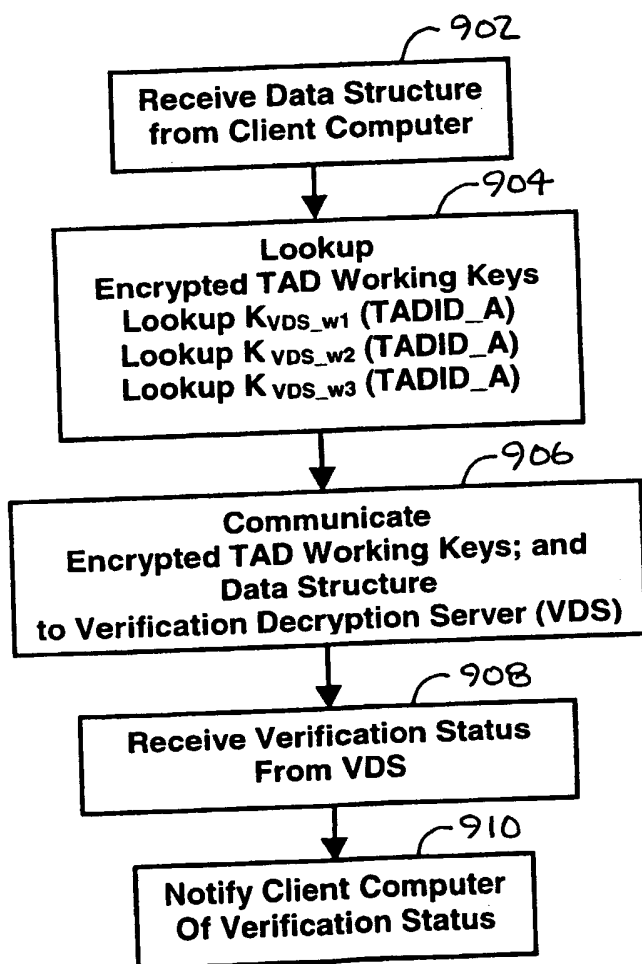 902
Receive Data Structure
from Client Computer
904
Lookup
Encrypted TAD Working Keys
Lookup KVDS_w1 (TADID_A)
Lookup K VDS_w2 (TADID_A)
Lookup K VDS_w3 (TADID_A)
906
Communicate
Encrypted TAD Working Keys; and
Data Structure
to Verification Decryption Server (VDS)
908
Receive Verification Status
From VDS
910
Notify Client Computer
Of Verification Status